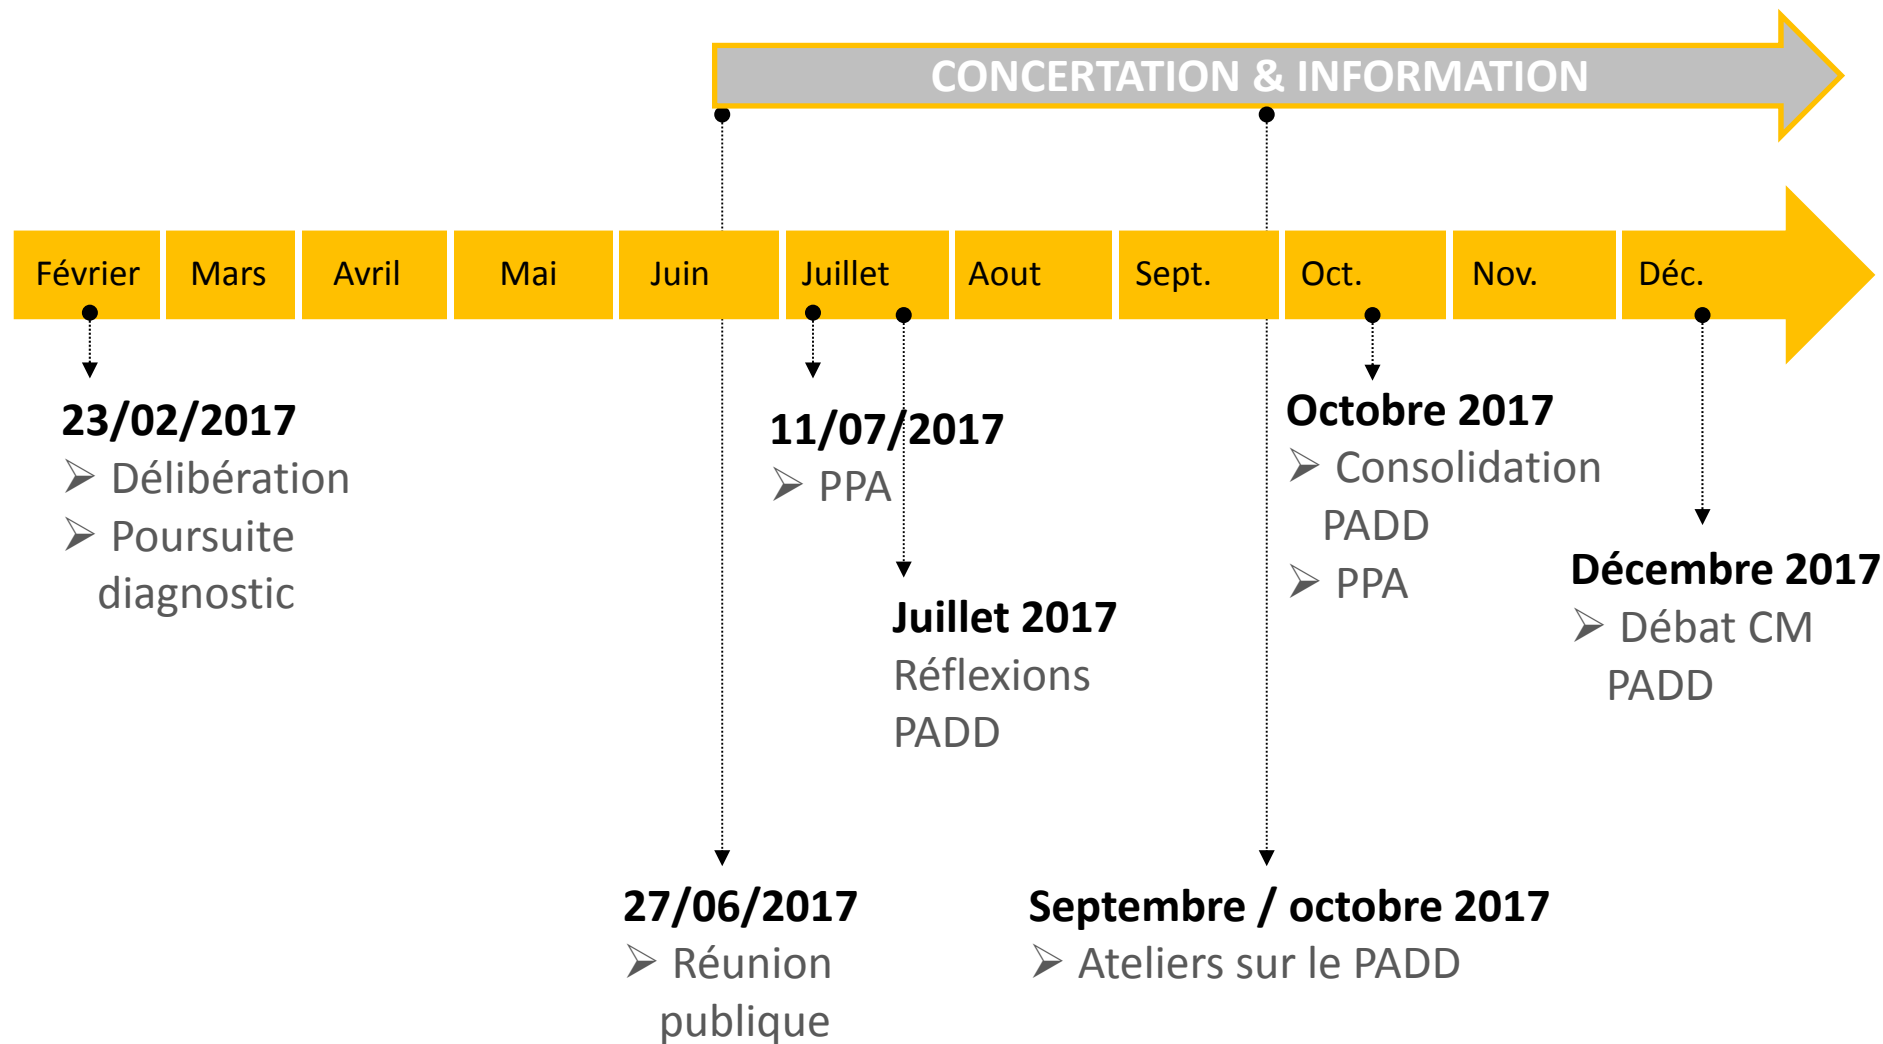 CONCERTATION & INFORMATION
Février Mars Avril Mai Juin Juillet Aout Sept. Oct. Nov. Déc.
23/02/2017
➢ Délibération
➢ Poursuite
diagnostic
11/07/2017
➢ PPA
Juillet 2017
Réflexions
PADD
Octobre 2017
➢ Consolidation
PADD
➢ PPA
Décembre 2017
➢ Débat CM
PADD
27/06/2017
➢ Réunion
publique
Septembre / octobre 2017
➢ Ateliers sur le PADD